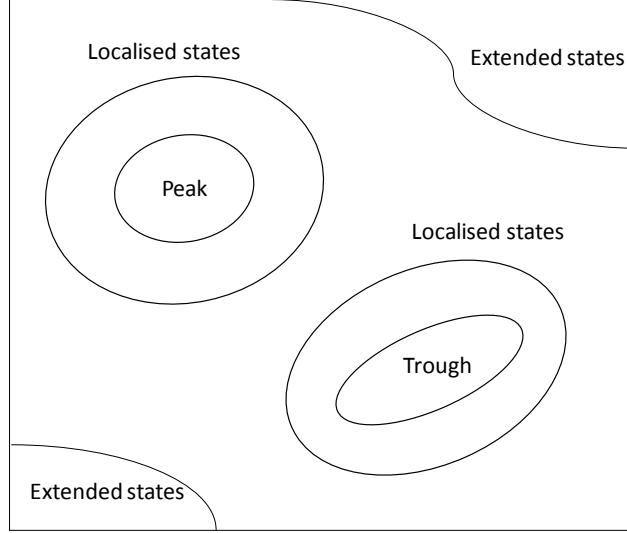 Localised states
Extended states
Peak
Localised states
Trough
Extended states